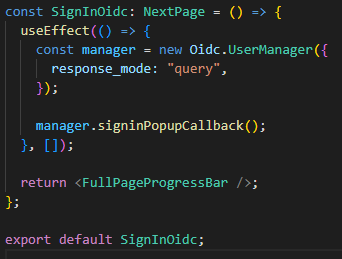 const SignInOidc: NextPage = () => {
  useEffect(() => {
    const manager = new Oidc.UserManager({
      response_mode: "query",
    });

    manager.signinPopupCallback();
  }, []);

  return <FullPageProgressBar />;
};

export default SignInOidc;